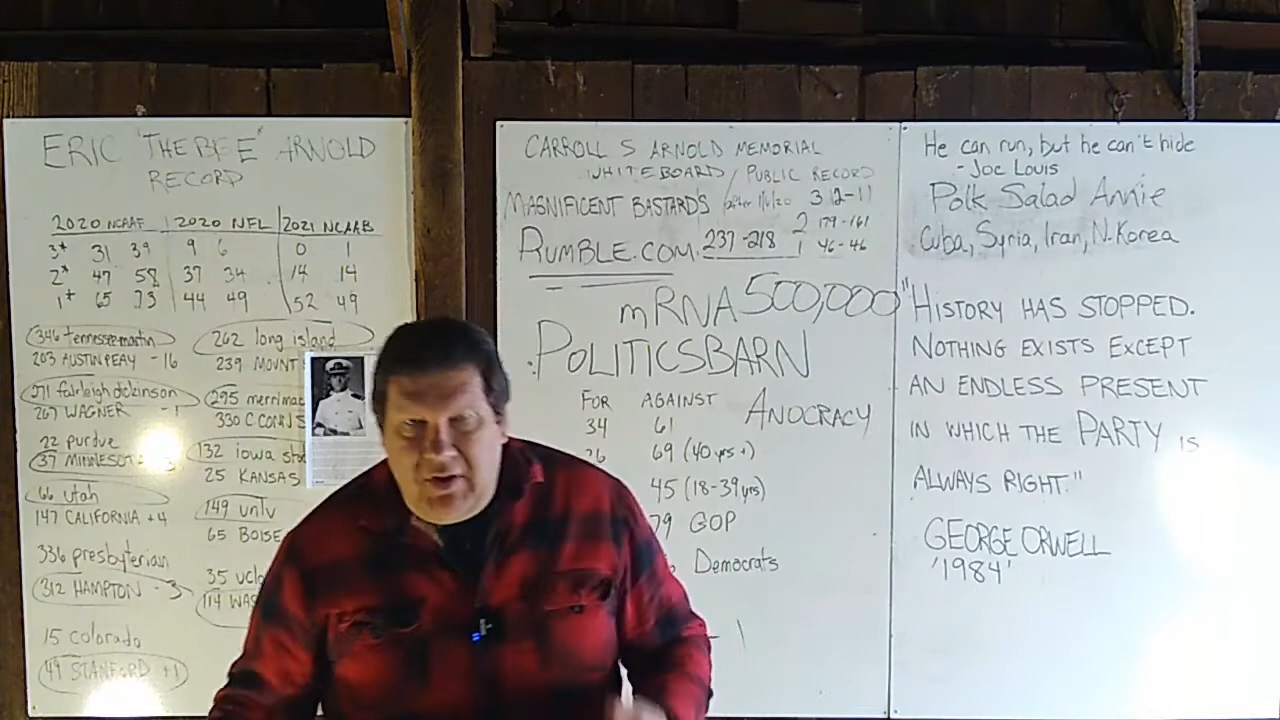 ERIC "THE BEE" ARNOLD
RECORD
2020 NCAAF 2020 NFL 2021 NCAAB
3* 31 39 9 6 0 1
2* 47 58 37 34 14 14
1* 65 73 44 49 52 49
346 tennessee martin
203 AUSTIN PEAY -16
271 fairleigh dickinson
267 WAGNER -1
22 purdue
37 MINNESOTA
66 utah
147 CALIFORNIA +4
336 presbyterian
312 HAMPTON -3
15 colorado
49 STANFORD +1
262 long island
239 MOUNT
295 merrimac
330 C CONN S
132 iowa sta
25 KANSAS
149 unlv
65 BOISE
35 ucla
114 WAS
CARROLL S ARNOLD MEMORIAL
WHITEBOARD / PUBLIC RECORD
MAGNIFICENT BASTARDS 3 12-11
2 179-161
RUMBLE.COM 237-218 1 46-46
mRNA 500,000
POLITICSBARN
FOR AGAINST ANOCRACY
34 61
26 69 (40 yrs +)
45 (18-39 yrs)
79 GOP
Democrats
- 1
He can run, but he can't hide
- Joe Louis
Polk Salad Annie
Cuba, Syria, Iran, N. Korea
"HISTORY HAS STOPPED.
NOTHING EXISTS EXCEPT
AN ENDLESS PRESENT
IN WHICH THE PARTY IS
ALWAYS RIGHT."
GEORGE ORWELL
'1984'